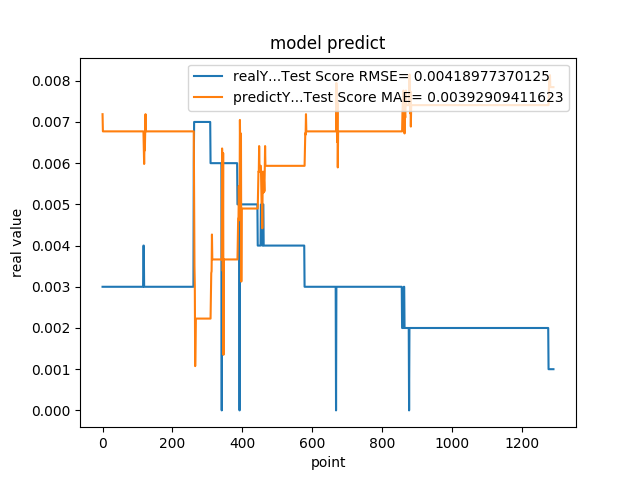 model predict
realY...Test Score RMSE= 0.00418977370125
predictY...Test Score MAE= 0.00392909411623
0.008
0.007
0.006
0.005
0.004
0.003
0.002
0.001
0.000
real value
0 200 400 600 800 1000 1200
point